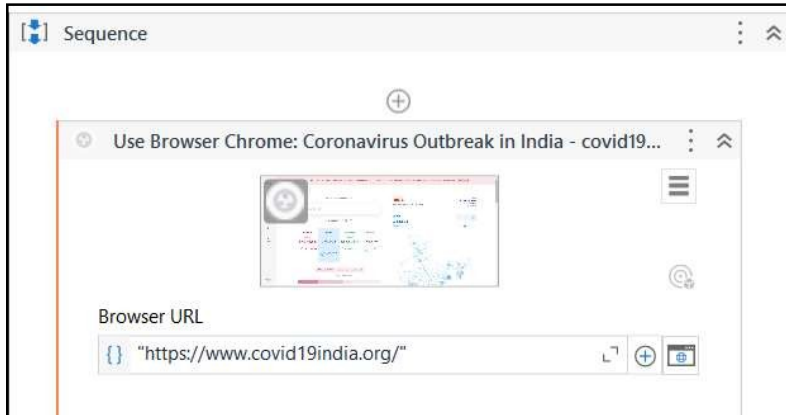 Sequence
Use Browser Chrome: Coronavirus Outbreak in India - covid19...
Browser URL
"https://www.covid19india.org/"